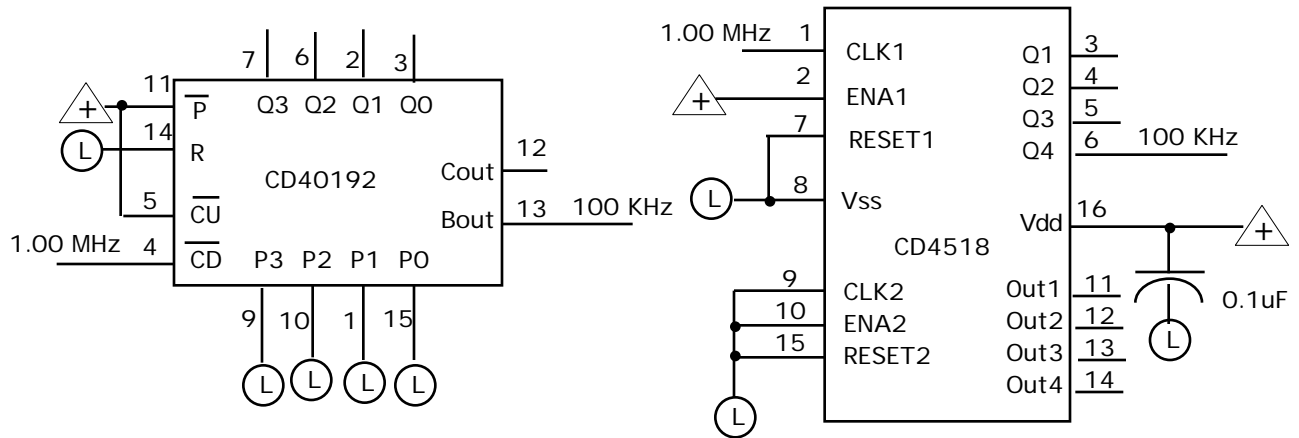 7 6 2 3
11 P Q3 Q2 Q1 Q0
+
14 R
L
CD40192
Cout 12
5 CU
Bout 13 100 KHz
1.00 MHz 4 CD
P3 P2 P1 P0
9 10 1 15
L L L L
1.00 MHz 1 CLK1
Q1 3
2 ENA1
+
Q2 4
7 RESET1
Q3 5
Q4 6 100 KHz
L
8 Vss
Vdd 16
+
CD4518
9 CLK2
Out1 11
0.1uF
10 ENA2
Out2 12
15 RESET2
Out3 13
L
Out4 14
L